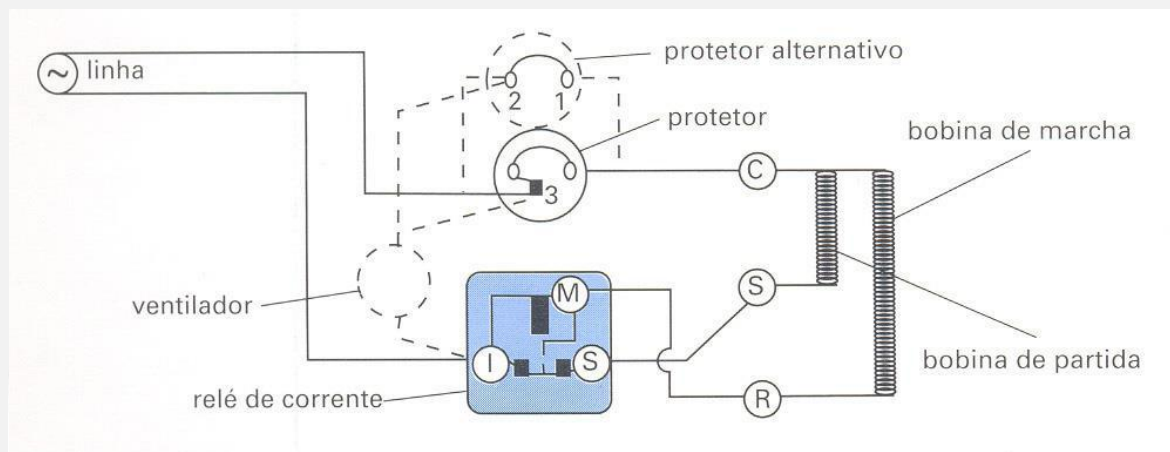 ~ linha
protetor alternativo
2 1
protetor
3
bobina de marcha
C
ventilador
M
S
I S
bobina de partida
relé de corrente
R